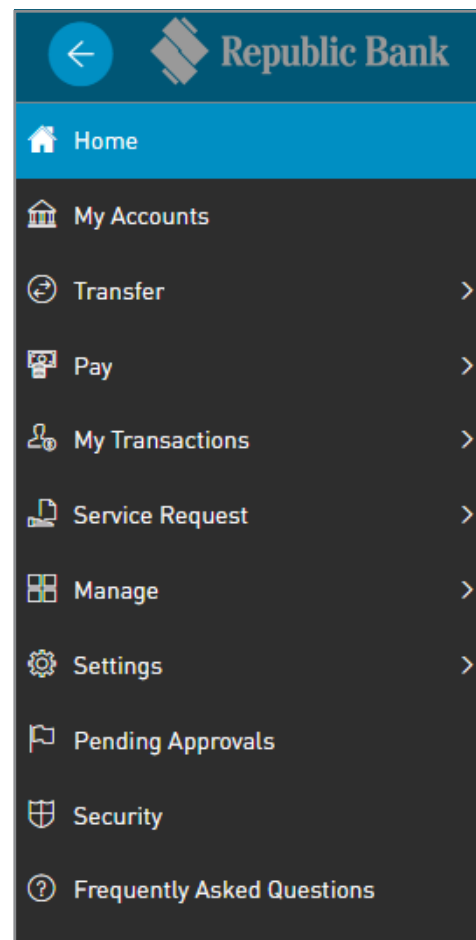 Republic Bank
Home
My Accounts
Transfer
Pay
My Transactions
Service Request
Manage
Settings
Pending Approvals
Security
Frequently Asked Questions